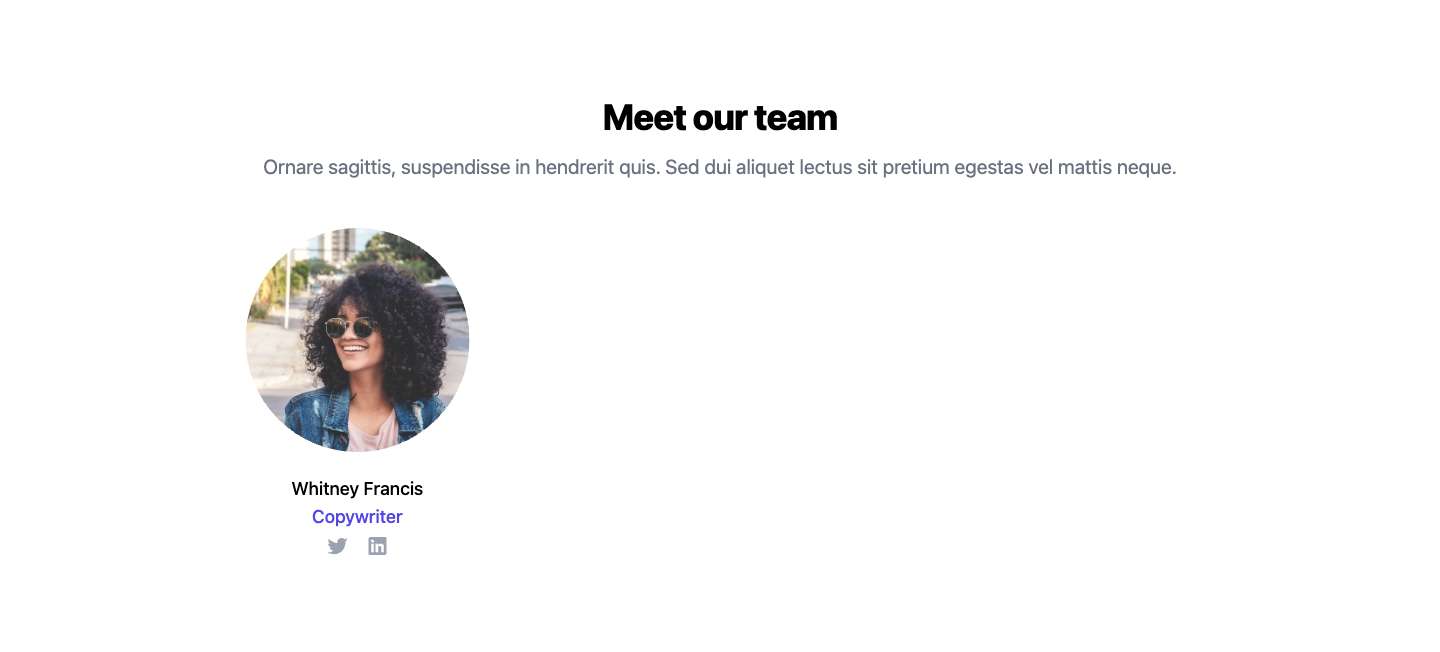 Meet our team
Ornare sagittis, suspendisse in hendrerit quis. Sed dui aliquet lectus sit pretium egestas vel mattis neque.
Whitney Francis
Copywriter